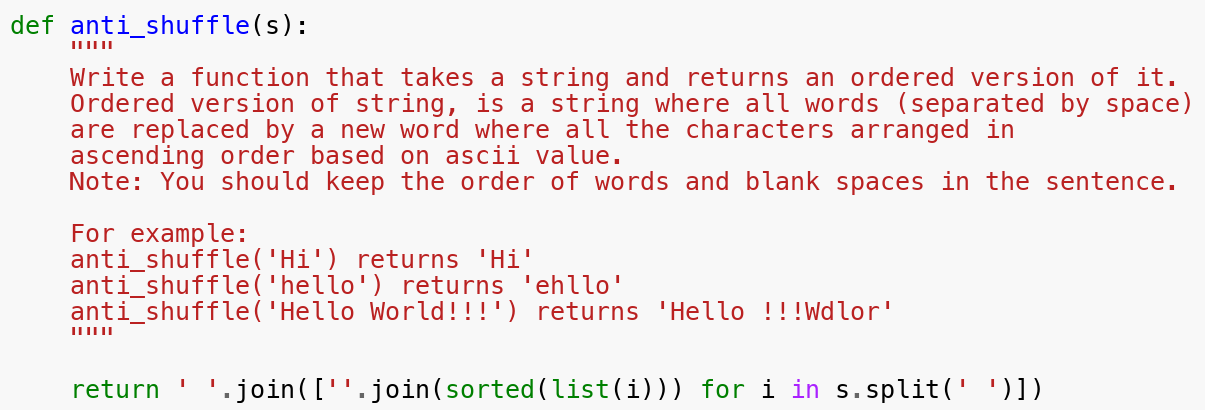 def anti_shuffle(s):
    """
    Write a function that takes a string and returns an ordered version of it.
    Ordered version of string, is a string where all words (separated by space)
    are replaced by a new word where all the characters arranged in
    ascending order based on ascii value.
    Note: You should keep the order of words and blank spaces in the sentence.

    For example:
    anti_shuffle('Hi') returns 'Hi'
    anti_shuffle('hello') returns 'ehllo'
    anti_shuffle('Hello World!!!') returns 'Hello !!!Wdlor'
    """

    return ' '.join([''.join(sorted(list(i))) for i in s.split(' ')])